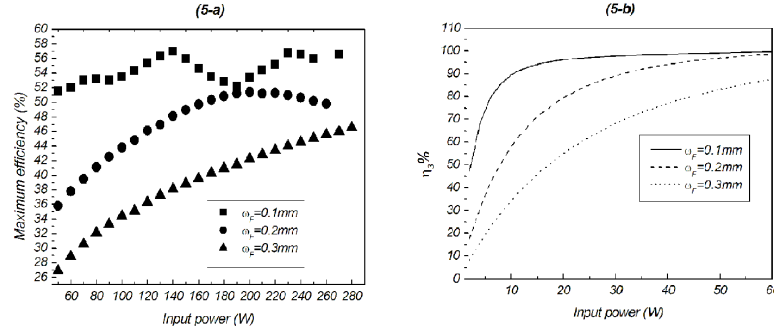 (5-a)
60
58
56
54
52
50
48
46
44
42
40
38
36
34
32
30
28
26
Maximum efficiency (%)
ω_F=0.1mm
ω_F=0.2mm
ω_F=0.3mm
60 80 100 120 140 160 180 200 220 240 260 280
Input power (W)
(5-b)
110
100
90
80
70
60
50
40
30
20
10
0
η_3%
ω_F=0.1mm
ω_F=0.2mm
ω_F=0.3mm
10 20 30 40 50 60
Input power (W)